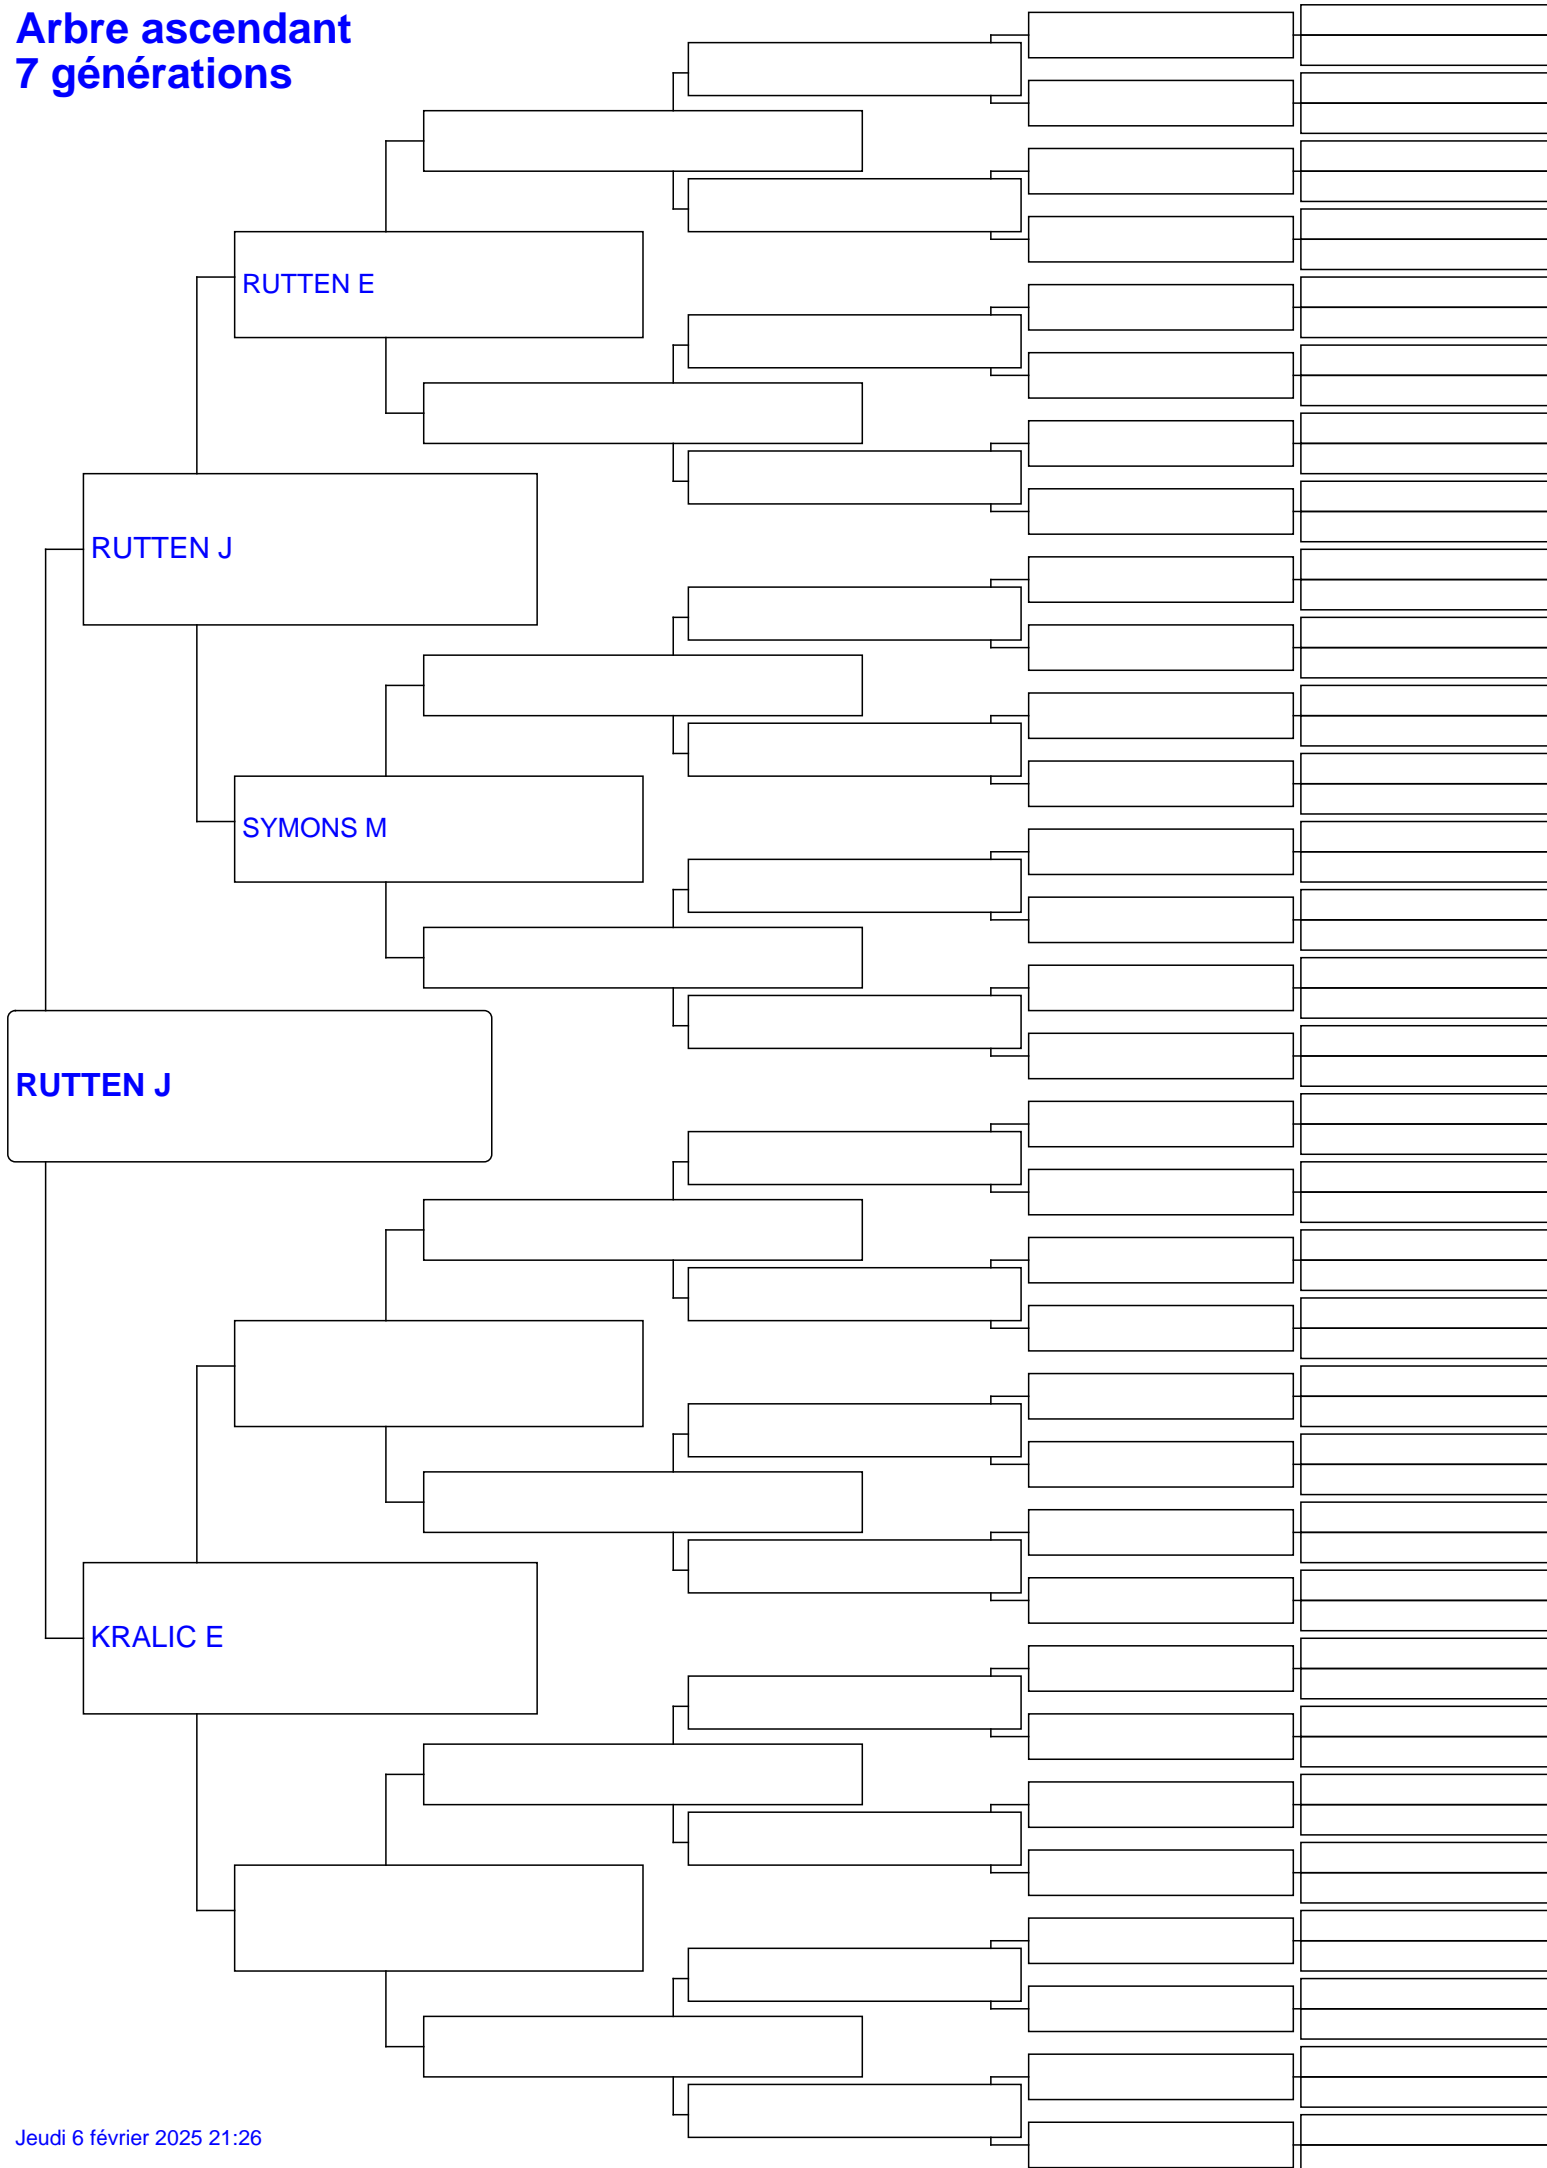 Arbre ascendant
7 générations
RUTTEN E
RUTTEN J
SYMONS M
RUTTEN J
KRALIC E
Jeudi 6 février 2025 21:26